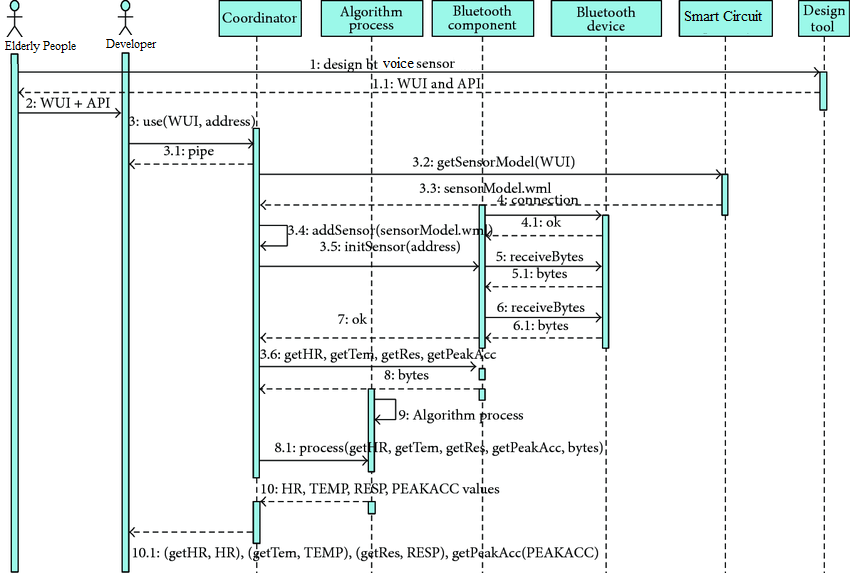 Elderly People
Developer
Coordinator
Algorithm
process
Bluetooth
component
Bluetooth
device
Smart Circuit
Design
tool
1: design bt voice sensor
1.1: WUI and API
2: WUI + API
3: use(WUI, address)
3.1: pipe
3.2: getSensorModel(WUI)
3.3: sensorModel.wml
4: connection
4.1: ok
3.4: addSensor(sensorModel.wml)
3.5: initSensor(address)
5: receiveBytes
5.1: bytes
6: receiveBytes
7: ok
6.1: bytes
3.6: getHR, getTem, getRes, getPeakAcc
8: bytes
9: Algorithm process
8.1: process(getHR, getTem, getRes, getPeakAcc, bytes)
10: HR, TEMP, RESP, PEAKACC values
10.1: (getHR, HR), (getTem, TEMP), (getRes, RESP), getPeakAcc(PEAKACC)